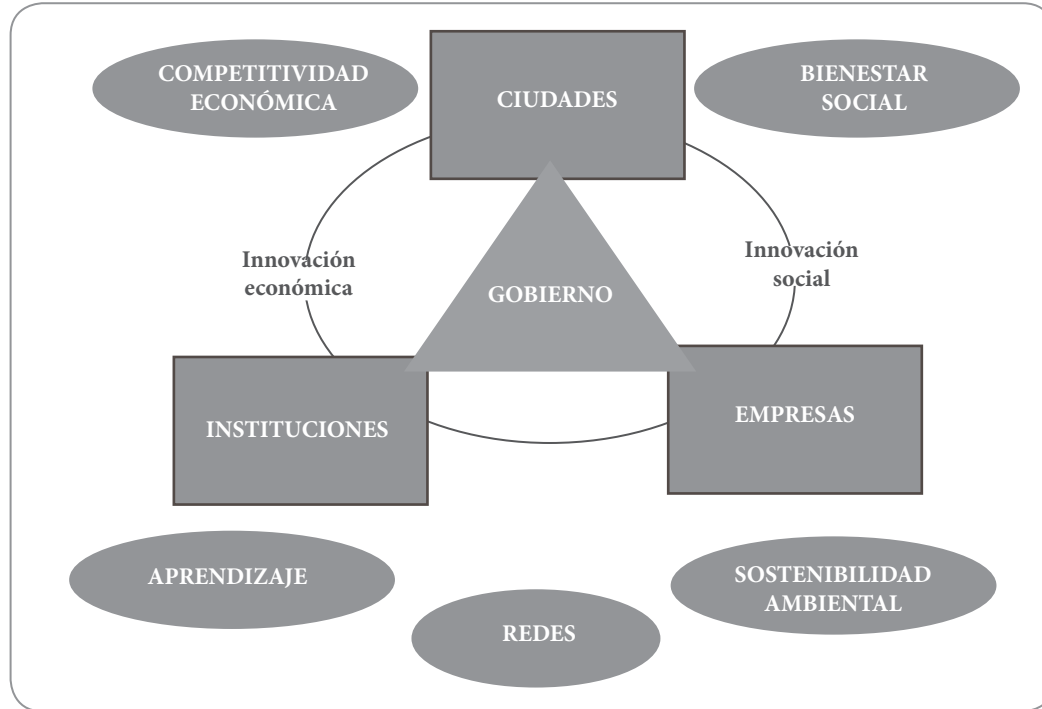 COMPETITIVIDAD
ECONÓMICA
CIUDADES
BIENESTAR
SOCIAL
Innovación
económica
GOBIERNO
Innovación
social
INSTITUCIONES
EMPRESAS
APRENDIZAJE
REDES
SOSTENIBILIDAD
AMBIENTAL